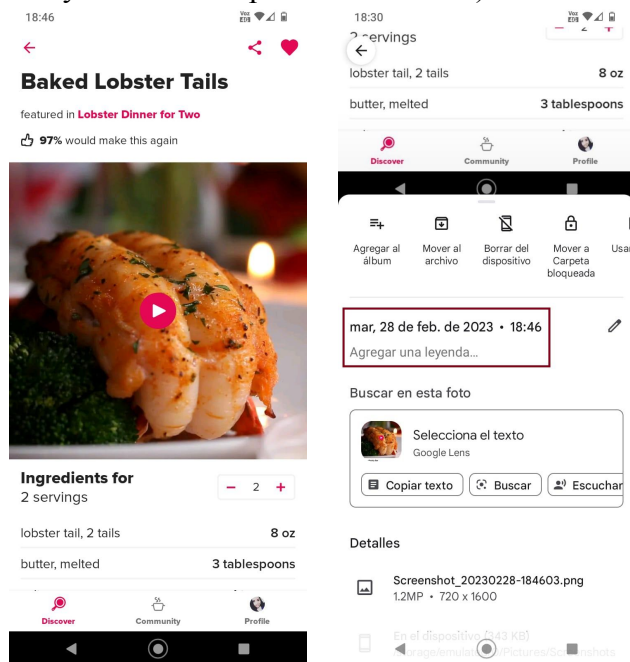 18:46
Voz
EDB
Baked Lobster Tails
featured in Lobster Dinner for Two
97% would make this again
Ingredients for
2 servings
2
lobster tail, 2 tails 8 oz
butter, melted 3 tablespoons
Discover Community Profile
18:30
Voz
EDB
2 servings
lobster tail, 2 tails 8 oz
butter, melted 3 tablespoons
Discover Community Profile
Agregar al
álbum
Mover al
archivo
Borrar del
dispositivo
Mover a
Carpeta
bloqueada
mar, 28 de feb. de 2023 • 18:46
Agregar una leyenda...
Buscar en esta foto
Selecciona el texto
Google Lens
Copiar texto Buscar Escuchar
Detalles
Screenshot_20230228-184603.png
1.2MP • 720 x 1600
En el dispositivo (343 KB)